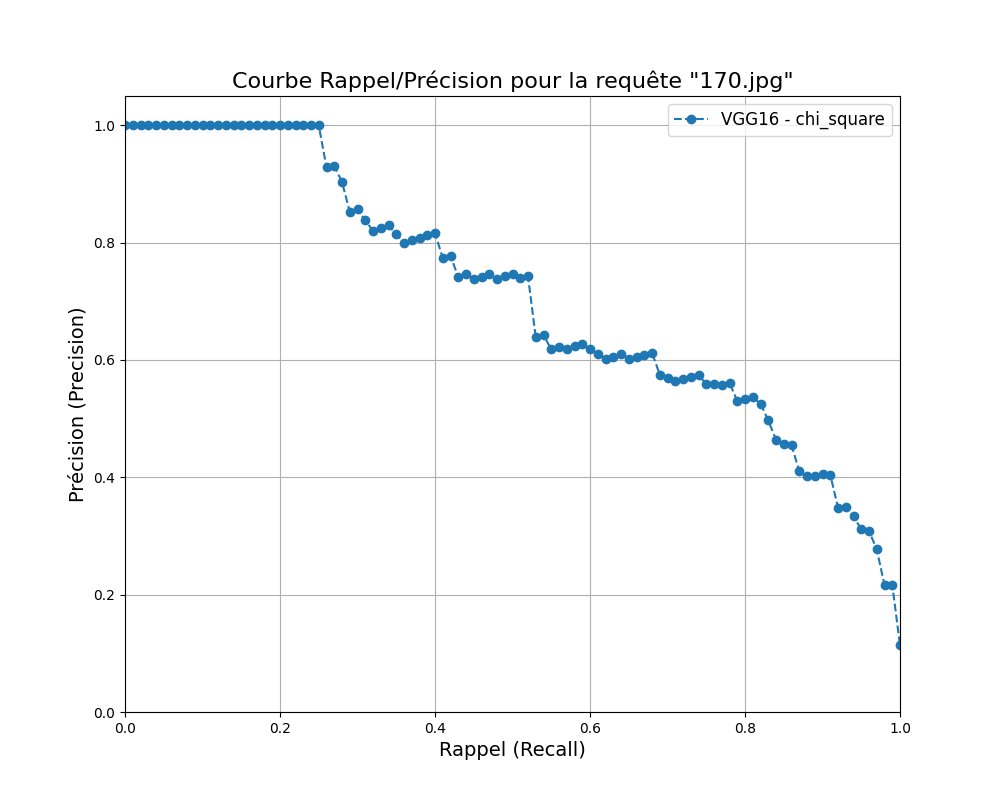 Courbe Rappel/Précision pour la requête "170.jpg"
VGG16 - chi_square
Précision (Precision)
1.0
0.8
0.6
0.4
0.2
0.0
0.0 0.2 0.4 0.6 0.8 1.0
Rappel (Recall)